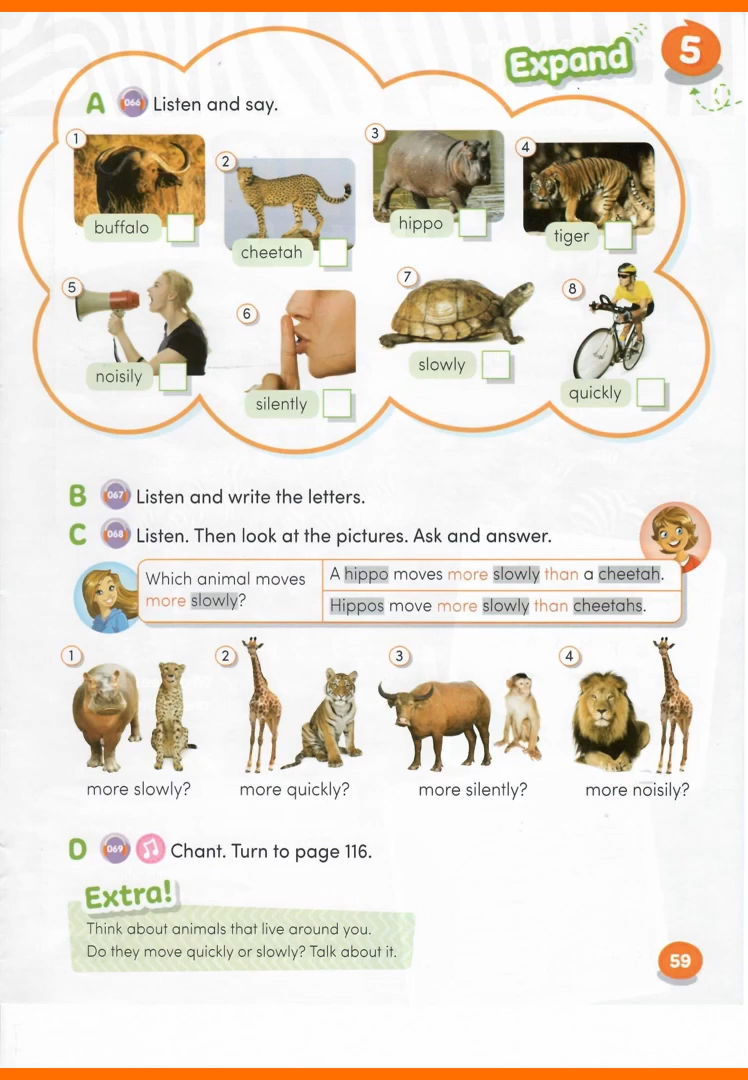 Expand 5
A 066 Listen and say.
1
2
3
4
buffalo
cheetah
hippo
tiger
5
6
7
8
noisily
silently
slowly
quickly
B 067 Listen and write the letters.
C 068 Listen. Then look at the pictures. Ask and answer.
Which animal moves
more slowly?
A hippo moves more slowly than a cheetah.
Hippos move more slowly than cheetahs.
1
2
3
4
more slowly?
more quickly?
more silently?
more noisily?
D 069 Chant. Turn to page 116.
Extra!
Think about animals that live around you.
Do they move quickly or slowly? Talk about it.
59